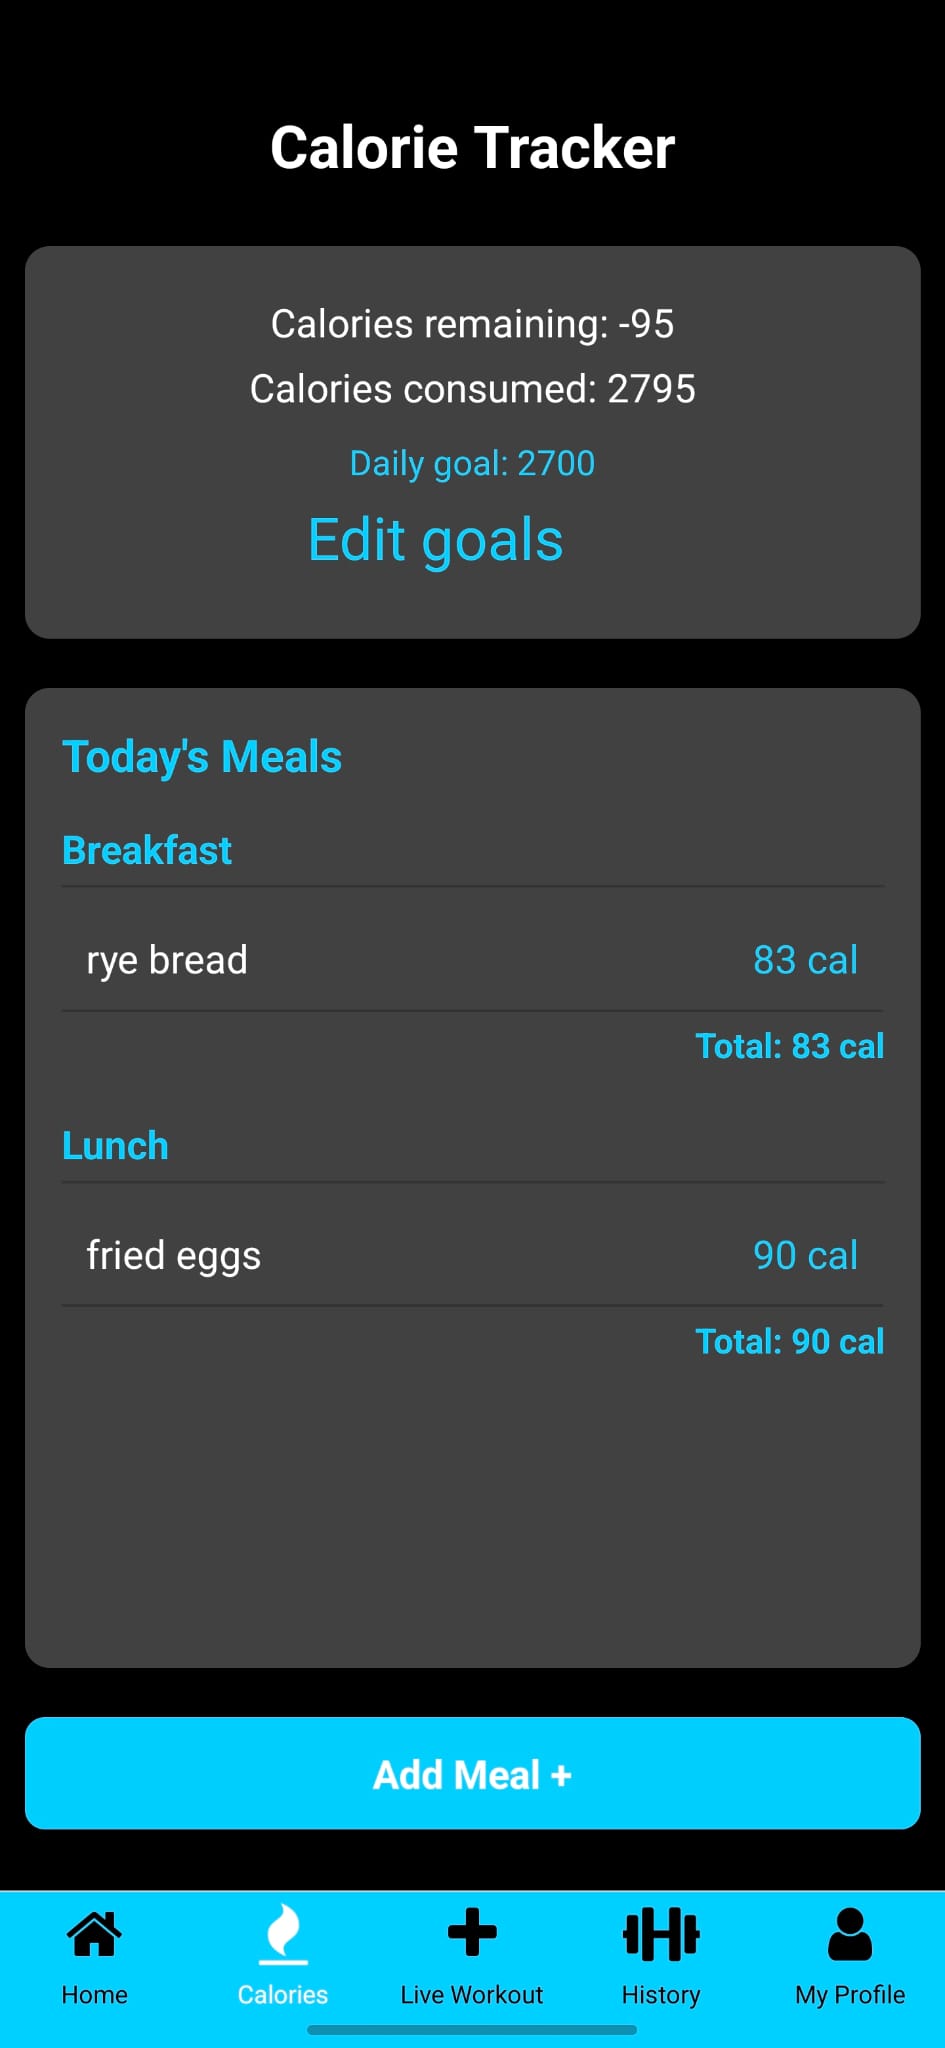 Calorie Tracker
Calories remaining: -95
Calories consumed: 2795
Daily goal: 2700
Edit goals
Today's Meals
Breakfast
rye bread 83 cal
Total: 83 cal
Lunch
fried eggs 90 cal
Total: 90 cal
Add Meal +
Home Calories Live Workout History My Profile